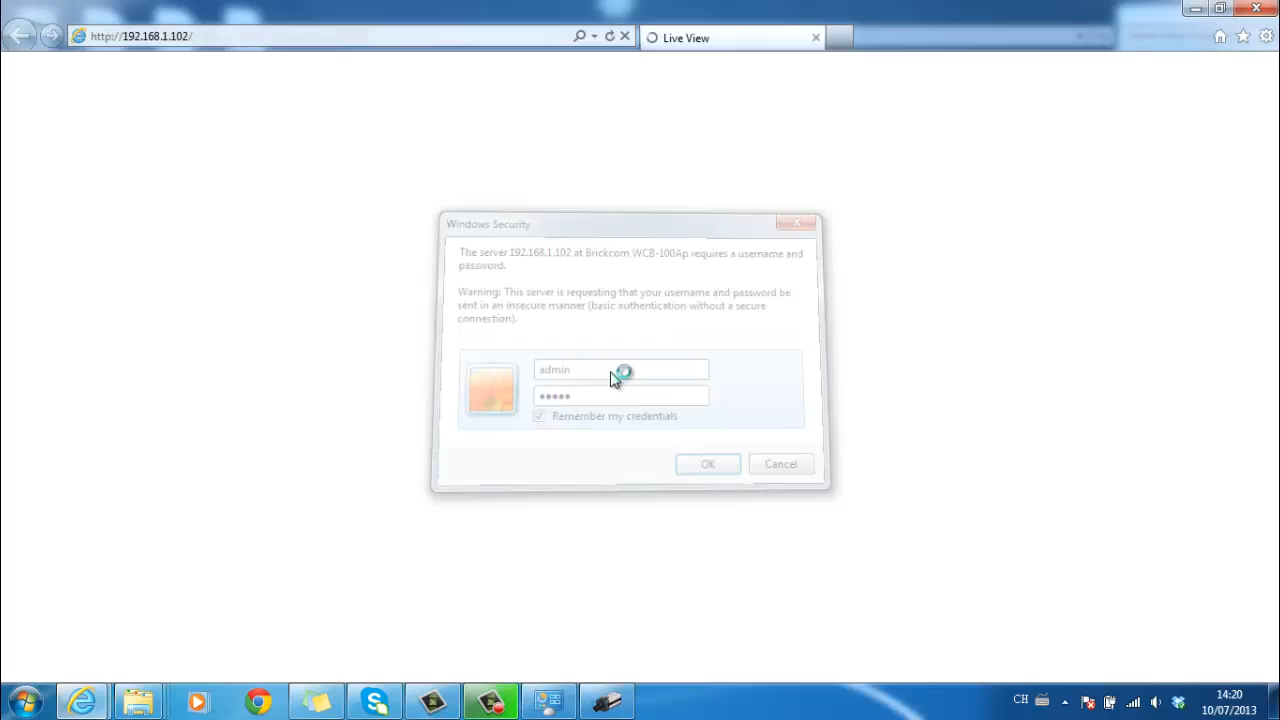 http://192.168.1.102/
Live View
Windows Security
The server 192.168.1.102 at Brickcom WCB-100Ap requires a username and
password.
Warning: This server is requesting that your username and password be
sent in an insecure manner (basic authentication without a secure
connection).
admin
•••••
Remember my credentials
OK
Cancel
CH
14:20
10/07/2013